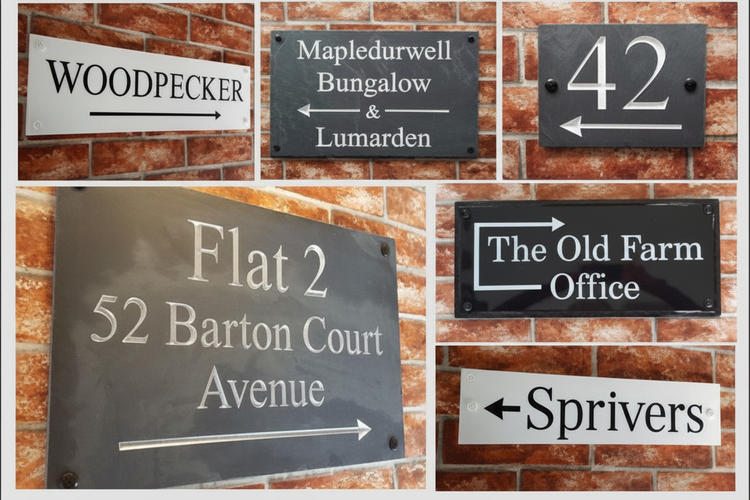 WOODPECKER
Mapledurwell
Bungalow
&
Lumarden
42
Flat 2
52 Barton Court
Avenue
The Old Farm
Office
Sprivers